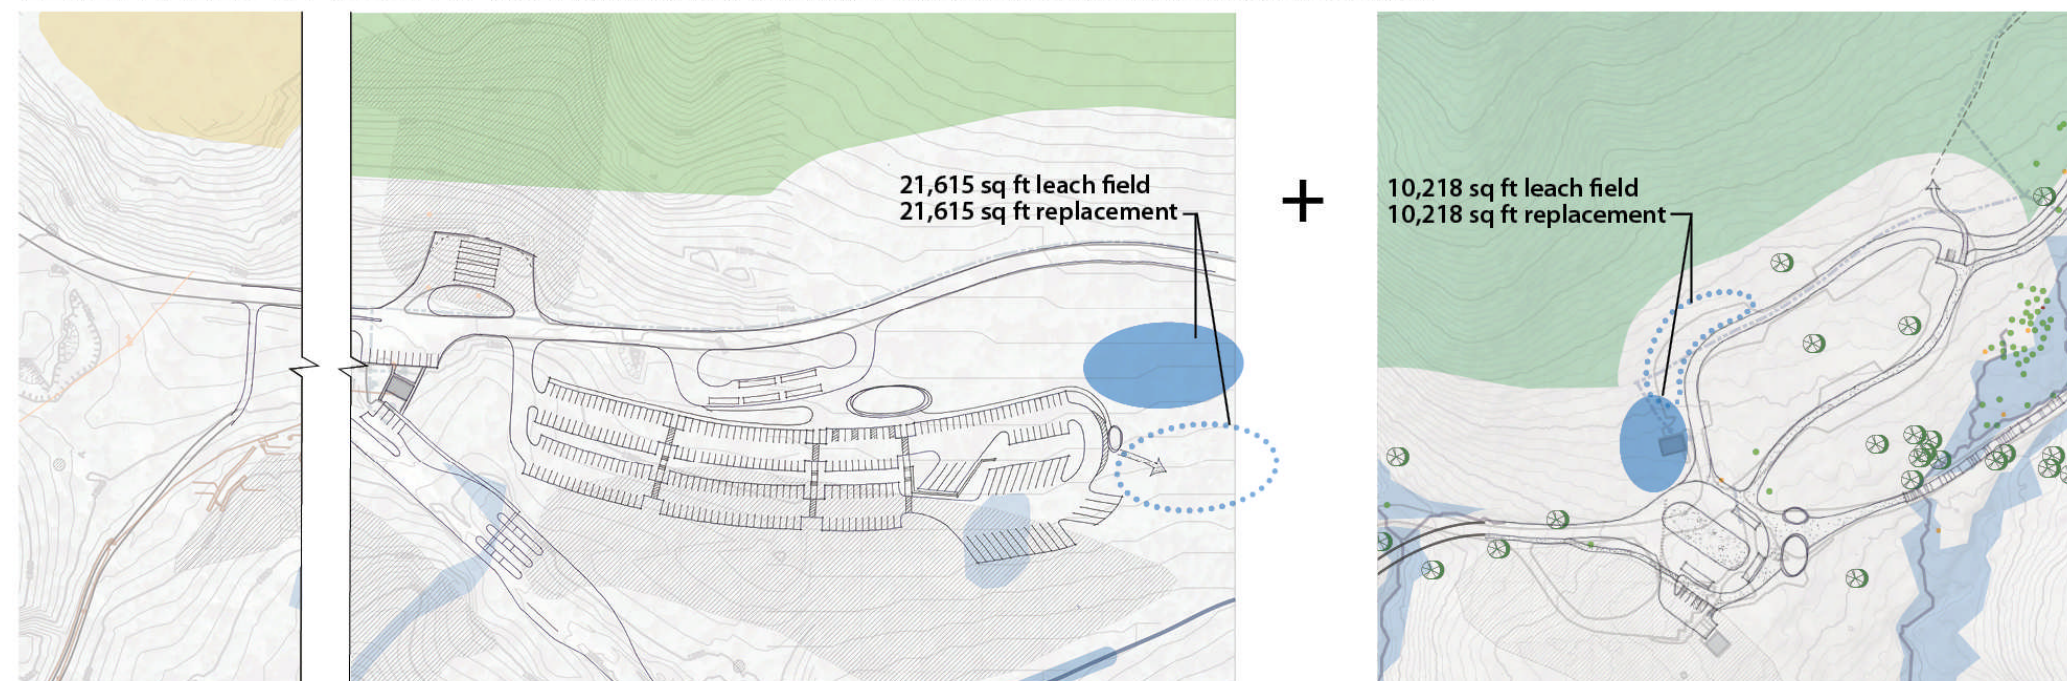 21,615 sq ft leach field
21,615 sq ft replacement
+
10,218 sq ft leach field
10,218 sq ft replacement